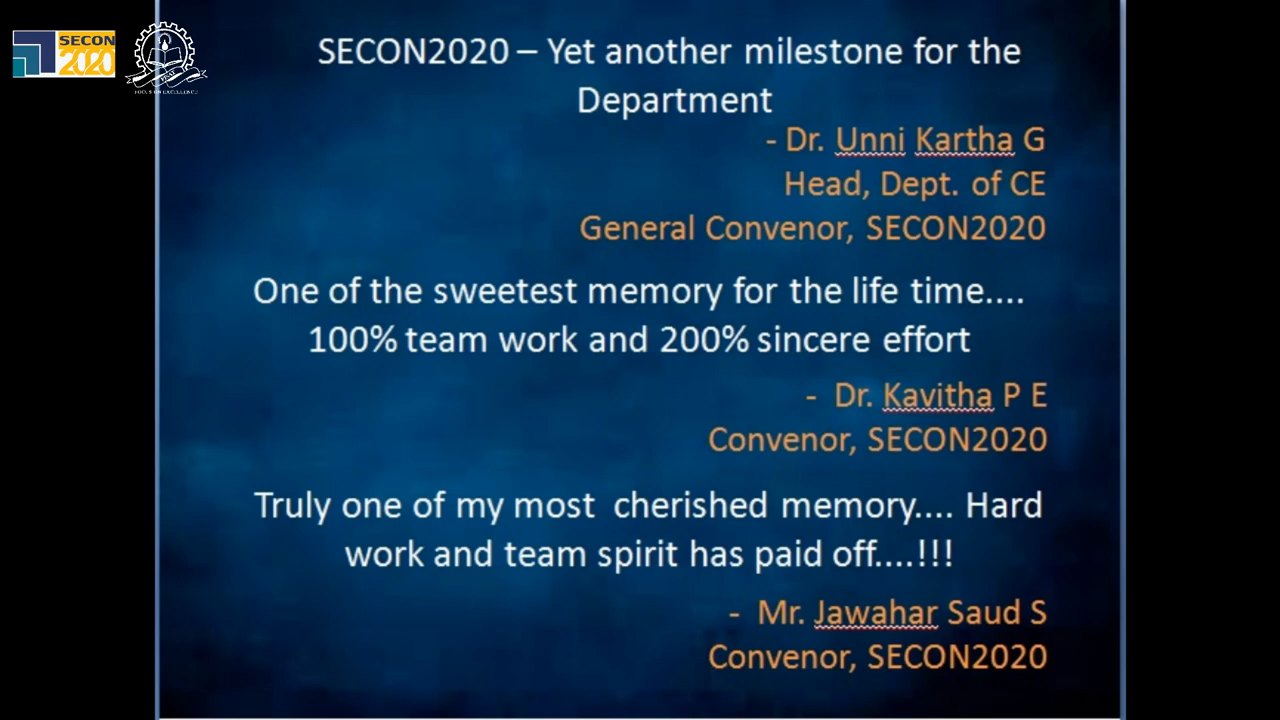 SECON
2020
FOCUS ON EXCELLENCE
SECON2020 – Yet another milestone for the
Department
- Dr. Unni Kartha G
Head, Dept. of CE
General Convenor, SECON2020
One of the sweetest memory for the life time....
100% team work and 200% sincere effort
- Dr. Kavitha P E
Convenor, SECON2020
Truly one of my most cherished memory.... Hard
work and team spirit has paid off....!!!
- Mr. Jawahar Saud S
Convenor, SECON2020